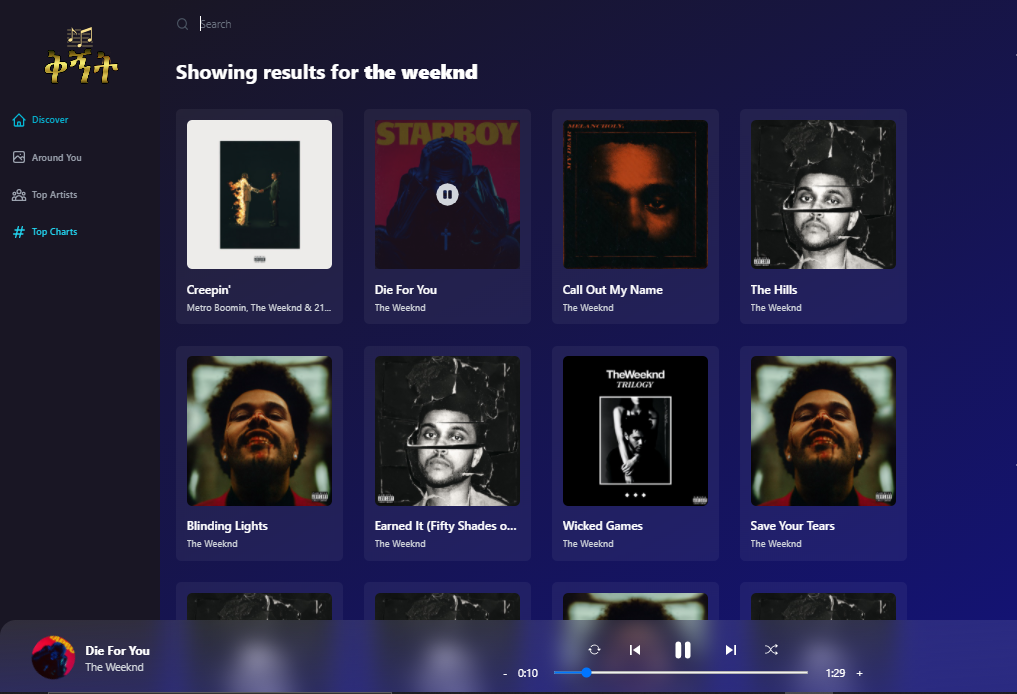 Search
ቅኝት
Showing results for the weeknd
Discover
Around You
Top Artists
Top Charts
STARBOY
MELANCHOLY,
MY DEAR
Creepin'
Metro Boomin, The Weeknd & 21...
Die For You
The Weeknd
Call Out My Name
The Weeknd
The Hills
The Weeknd
TheWeeknd
TRILOGY
Blinding Lights
The Weeknd
Earned It (Fifty Shades o...
The Weeknd
Wicked Games
The Weeknd
Save Your Tears
The Weeknd
Die For You
The Weeknd
- 0:10
1:29 +